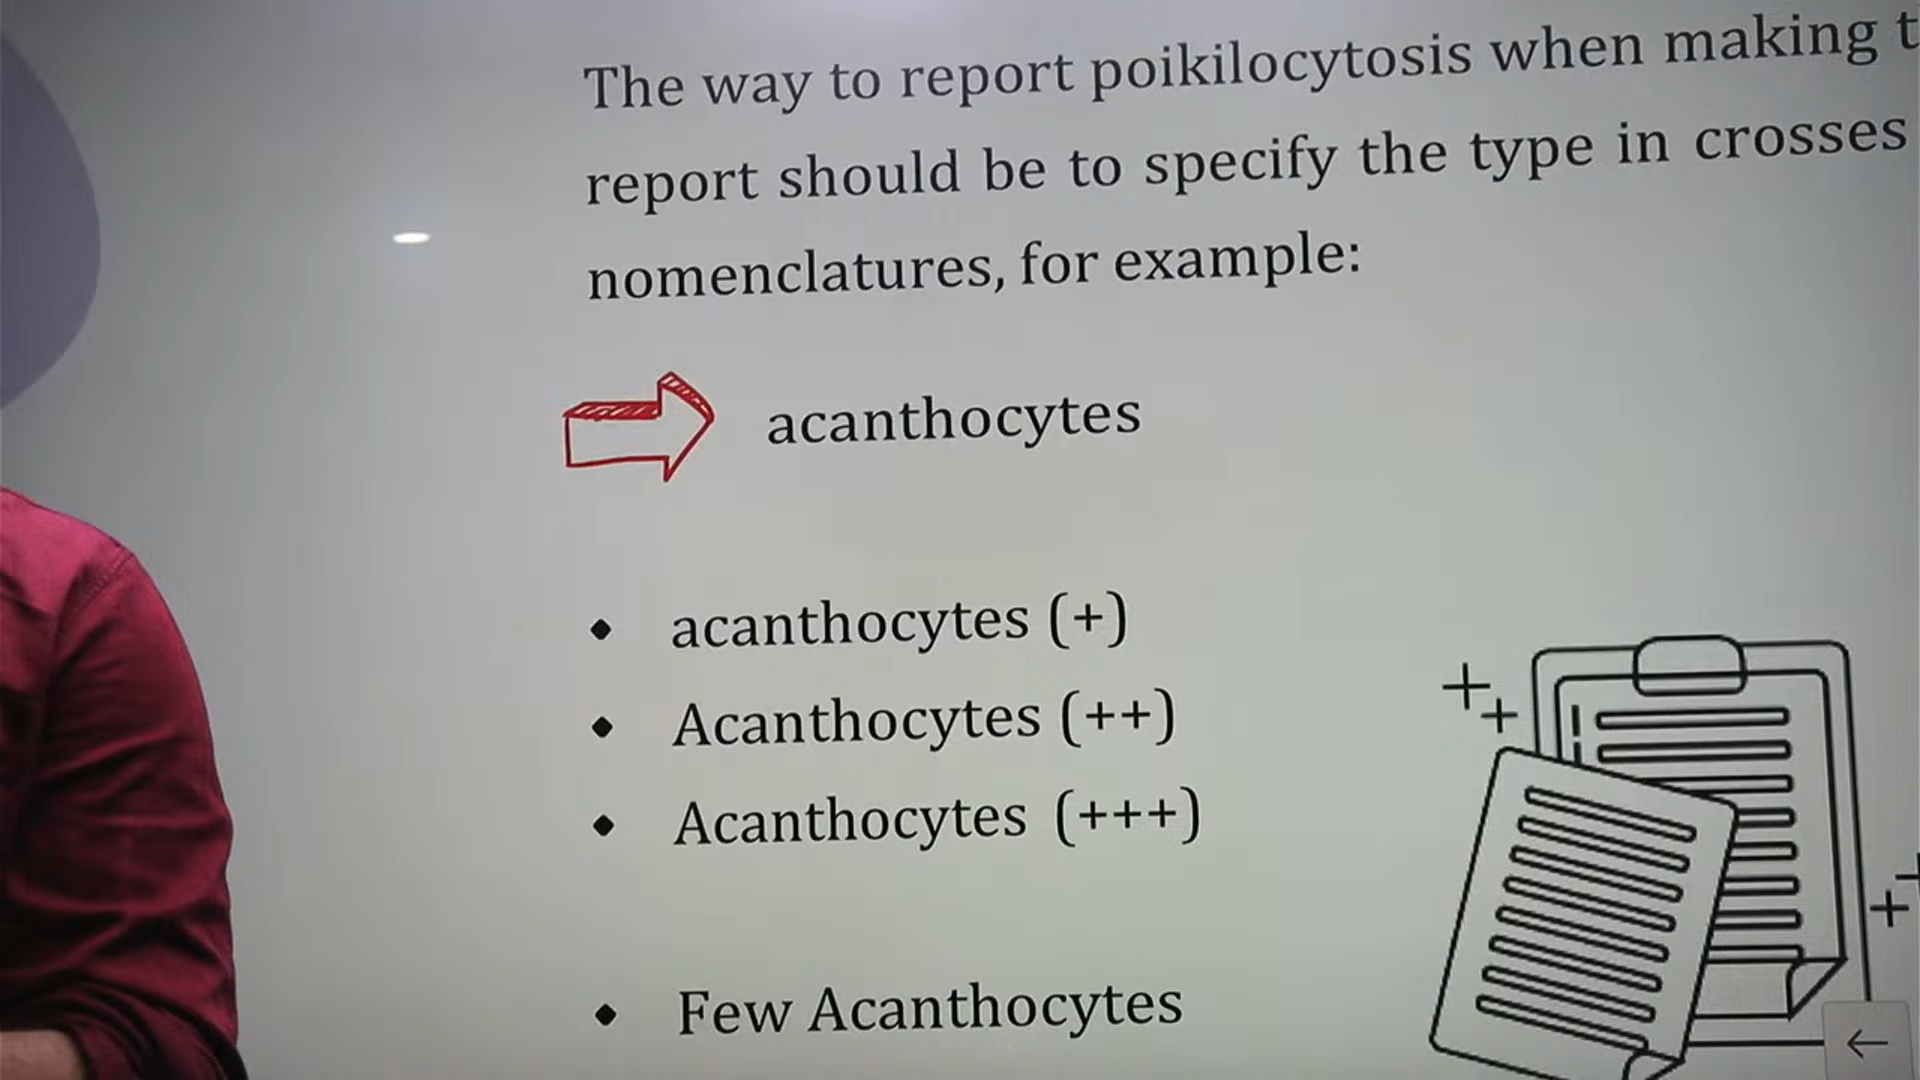 The way to report poikilocytosis when making
report should be to specify the type in crosses
nomenclatures, for example:
acanthocytes
• acanthocytes (+)
• Acanthocytes (++)
• Acanthocytes (+++)
• Few Acanthocytes